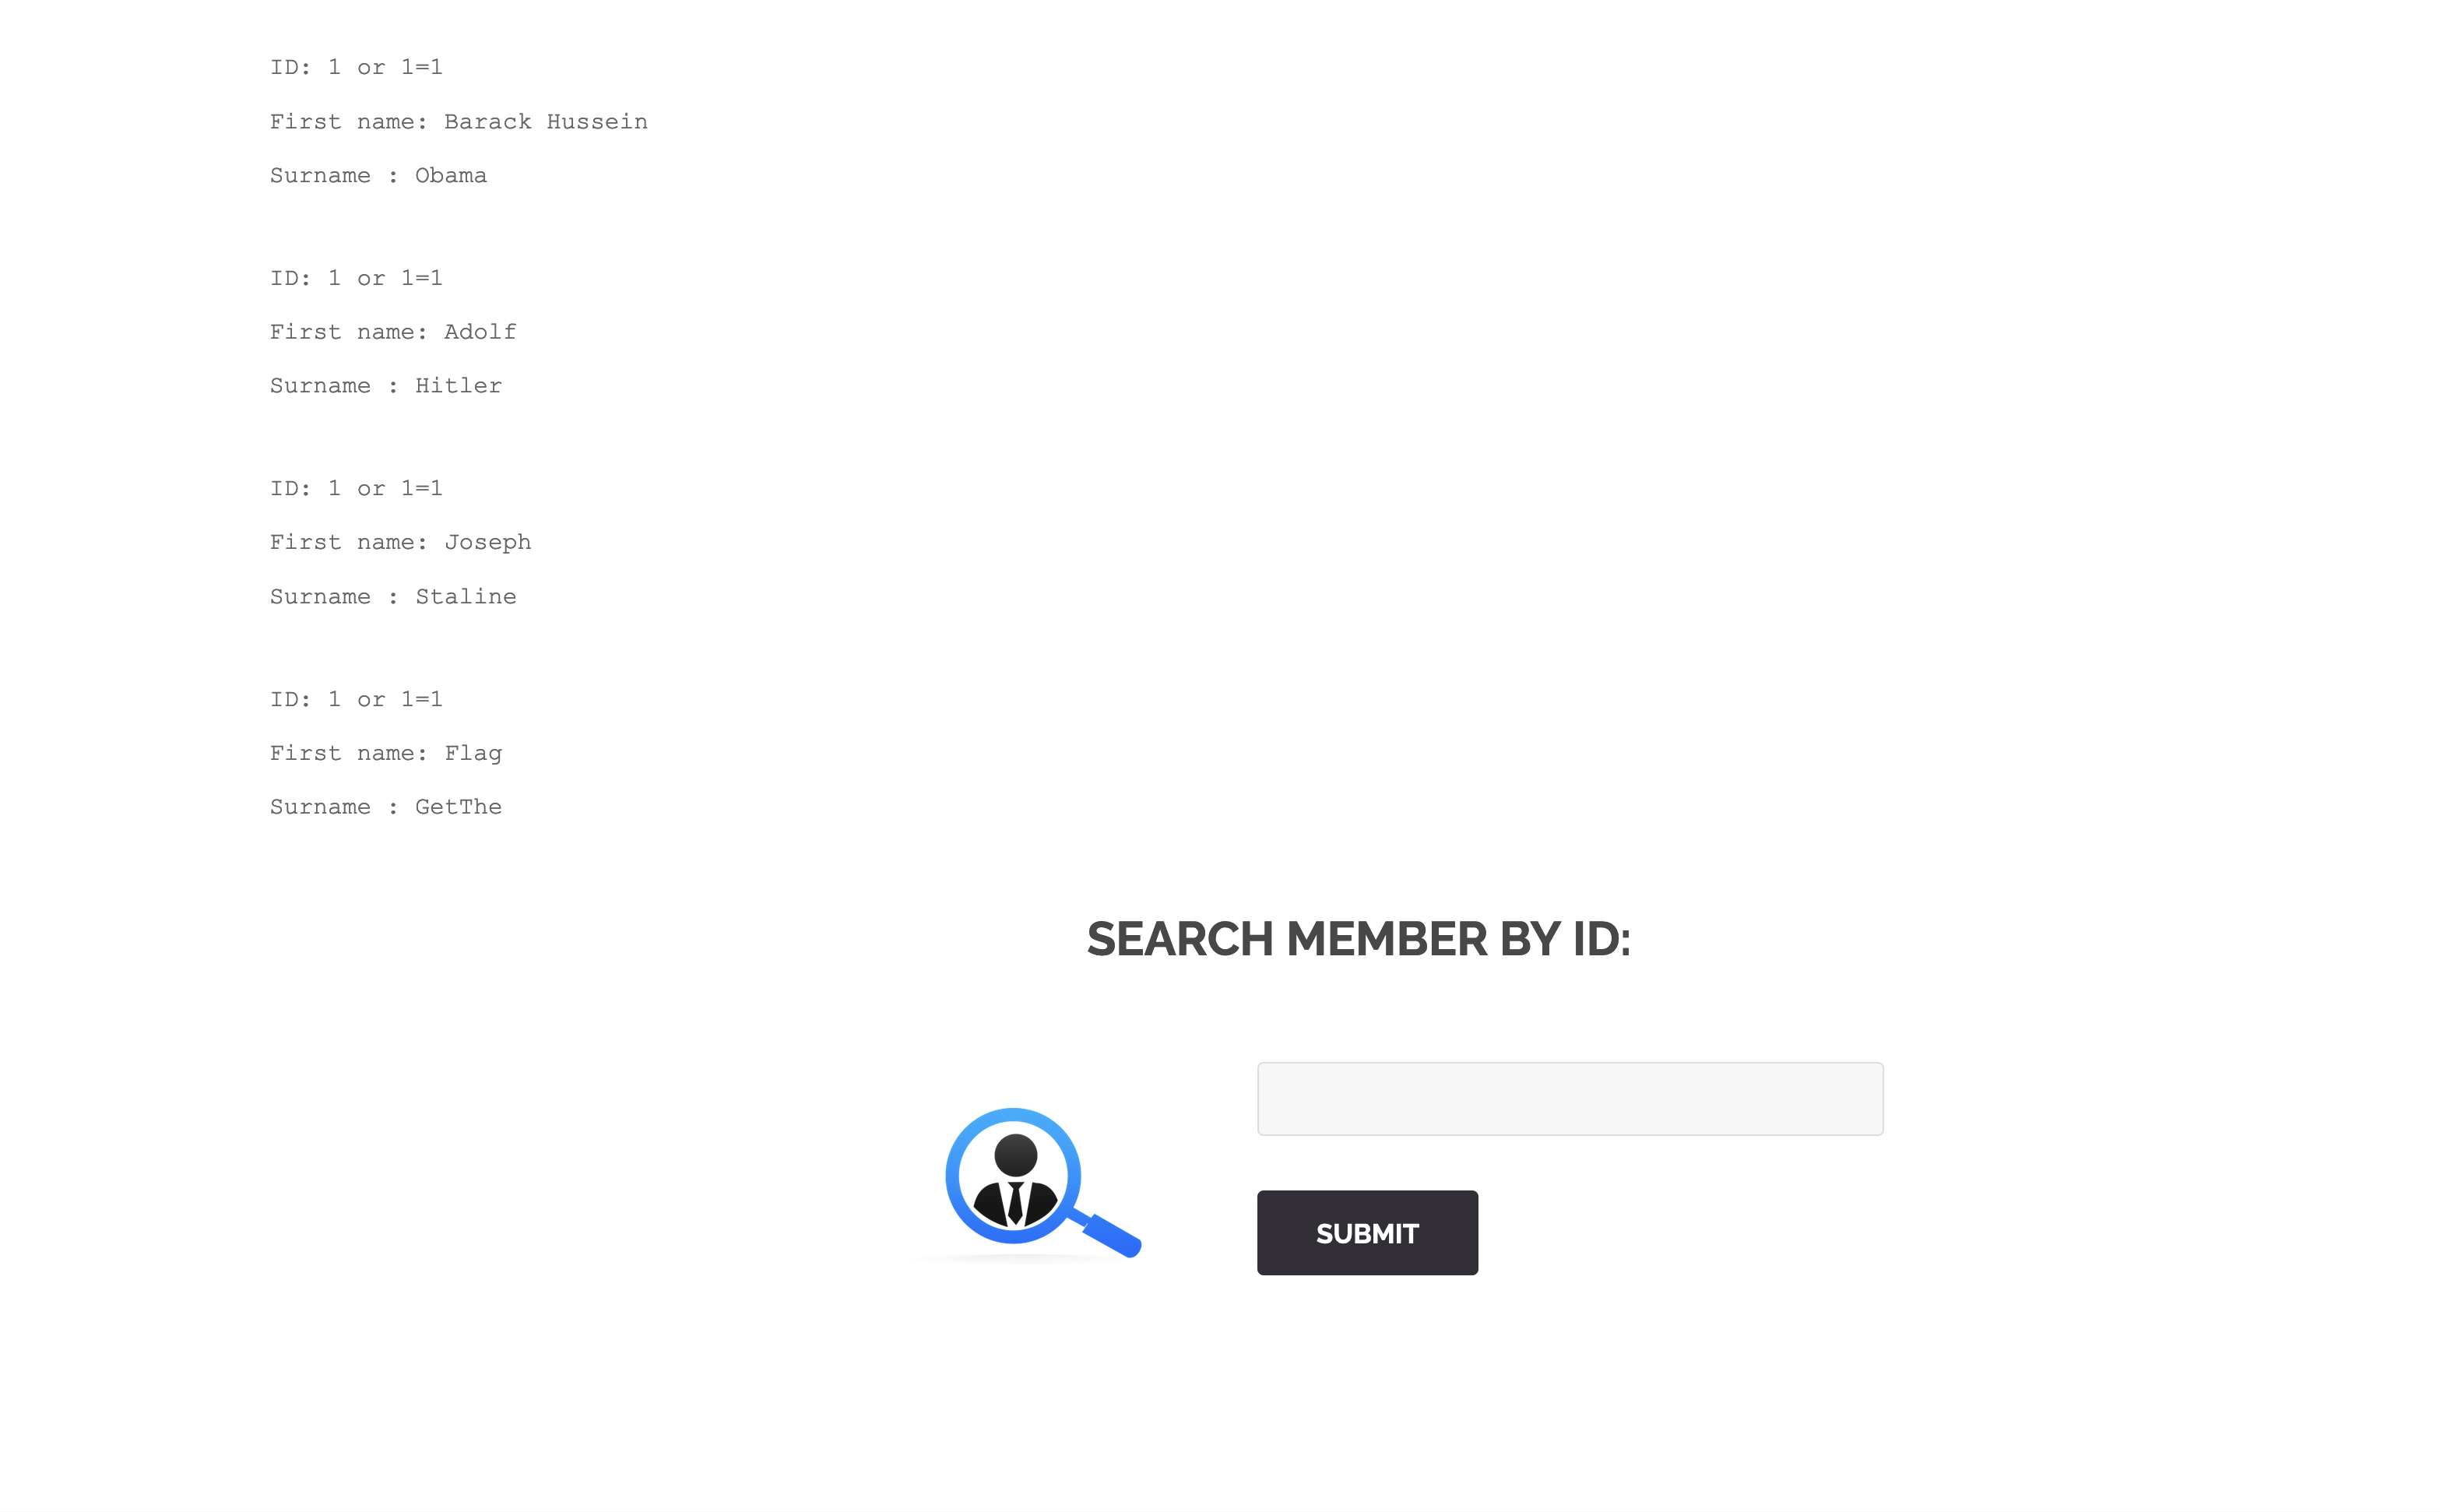 ID: 1 or 1=1
First name: Barack Hussein
Surname : Obama
ID: 1 or 1=1
First name: Adolf
Surname : Hitler
ID: 1 or 1=1
First name: Joseph
Surname : Staline
ID: 1 or 1=1
First name: Flag
Surname : GetThe
SEARCH MEMBER BY ID:
SUBMIT